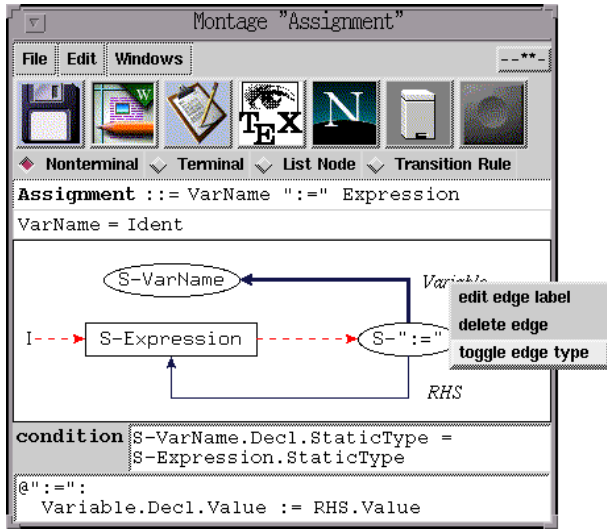 Montage "Assignment"
File Edit Windows --**-
W TEX N
Nonterminal Terminal List Node Transition Rule
Assignment ::= VarName ":=" Expression
VarName = Ident
S-VarName
Variable
edit edge label
delete edge
toggle edge type
I S-Expression S-":="
RHS
condition S-VarName.Decl.StaticType =
S-Expression.StaticType
@":=":
Variable.Decl.Value := RHS.Value